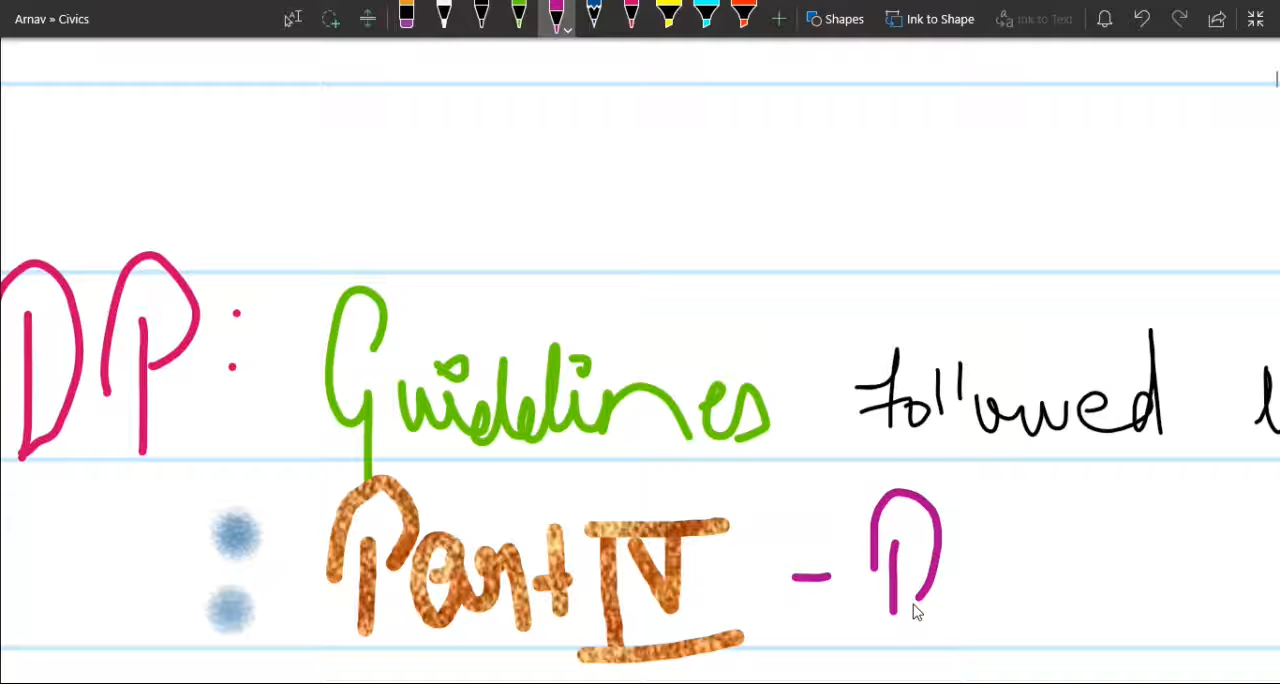 Arnav » Civics Shapes Ink to Shape Ink to Text
DP: Guidelines followed
Part IV - D